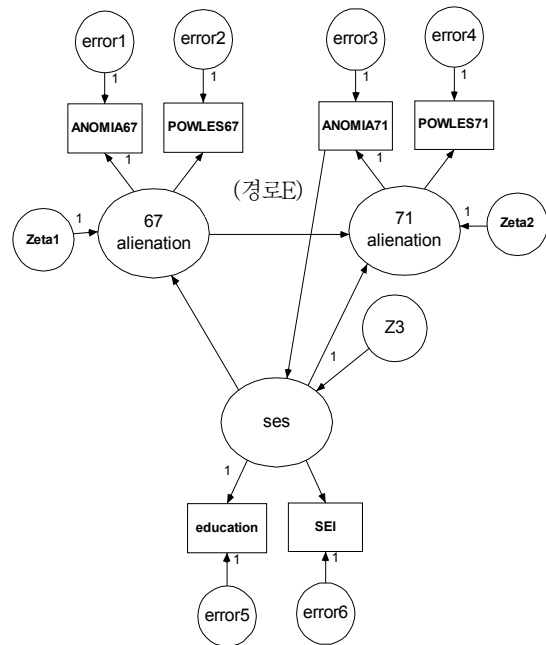 error1
error2
error3
error4
1
1
1
1
ANOMIA67
POWLES67
ANOMIA71
POWLES71
1
1
(경로E)
67
alienation
71
alienation
Zeta1
1
1
Zeta2
Z3
1
ses
1
education
SEI
1
1
error5
error6